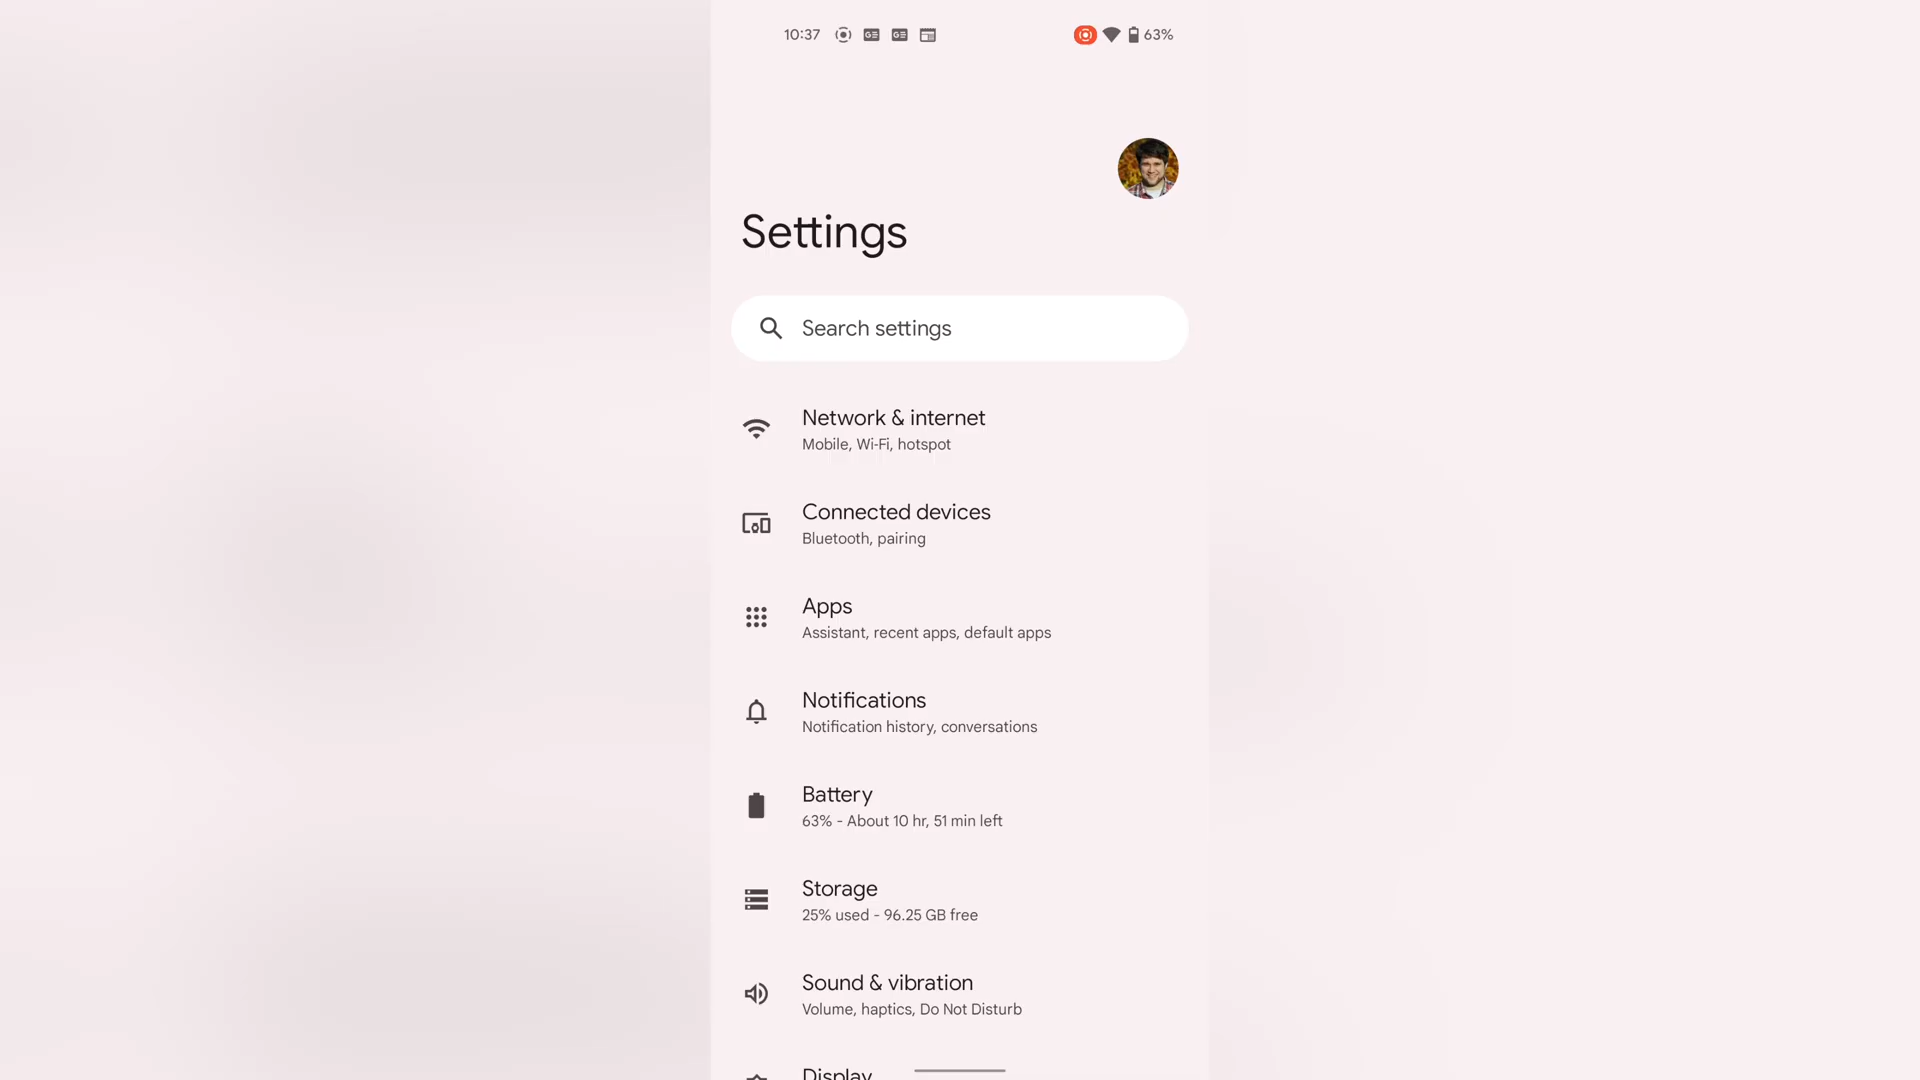 10:37 GE GE 63%
Settings
Search settings
Network & internet
Mobile, Wi-Fi, hotspot
Connected devices
Bluetooth, pairing
Apps
Assistant, recent apps, default apps
Notifications
Notification history, conversations
Battery
63% - About 10 hr, 51 min left
Storage
25% used - 96.25 GB free
Sound & vibration
Volume, haptics, Do Not Disturb
Display